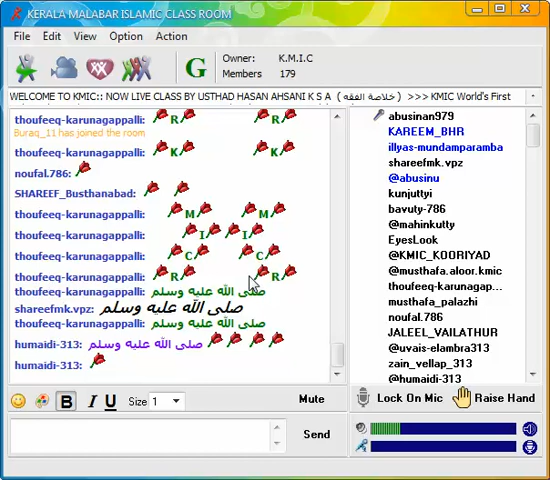 KERALA MALABAR ISLAMIC CLASS ROOM
File Edit View Option Action
G Owner: K.M.I.C
Members 179
WELCOME TO KMIC:: NOW LIVE CLASS BY USTHAD HASAN AHSANI K S A ( خلاصة الفقه ) >>> KMIC World's First
thoufeeq-karunagappalli: R R
Buraq_11 has joined the room
thoufeeq-karunagappalli: K K
noufal.786:
SHAREEF_Busthanabad:
thoufeeq-karunagappalli: M M
thoufeeq-karunagappalli: I I
thoufeeq-karunagappalli: C C
thoufeeq-karunagappalli: R R
thoufeeq-karunagappalli: صلى الله عليه وسلم
shareefmk.vpz: صلى الله عليه وسلم
thoufeeq-karunagappalli: صلى الله عليه وسلم
humaidi-313: صلى الله عليه وسلم
humaidi-313:
abusinan979
KAREEM_BHR
illyas-mundamparamba
shareefmk.vpz
@abusinu
kunjuttyi
bavuty-786
@mahinkutty
EyesLook
@KMIC_KOORIYAD
@musthafa.aloor.kmic
thoufeeq-karunagap...
musthafa_palazhi
noufal.786
JALEEL_VAILATHUR
@uvais-elambra313
zain_vellap_313
@humaidi-313
B I U Size 1 Mute
Lock On Mic Raise Hand
Send